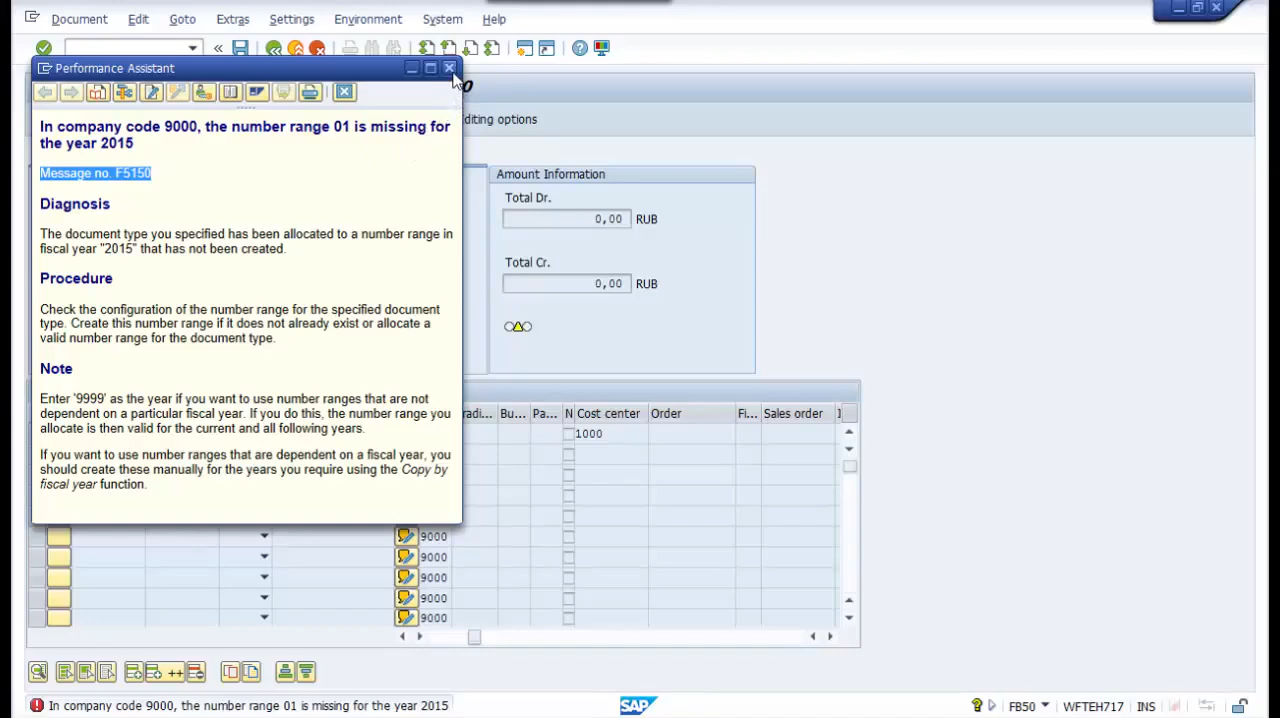 Document Edit Goto Extras Settings Environment System Help
«
Performance Assistant
0
diting options
In company code 9000, the number range 01 is missing for
the year 2015
Message no. F5150
Diagnosis
The document type you specified has been allocated to a number range in
fiscal year "2015" that has not been created.
Procedure
Check the configuration of the number range for the specified document
type. Create this number range if it does not already exist or allocate a
valid number range for the document type.
Note
Enter '9999' as the year if you want to use number ranges that are not
dependent on a particular fiscal year. If you do this, the number range you
allocate is then valid for the current and all following years.
If you want to use number ranges that are dependent on a fiscal year, you
should create these manually for the years you require using the Copy by
fiscal year function.
Amount Information
Total Dr.
0,00 RUB
Total Cr.
0,00 RUB
radi... Bu... Pa... N Cost center Order Fi... Sales order
1000
9000
9000
9000
9000
9000
In company code 9000, the number range 01 is missing for the year 2015
SAP
FB50 WFTEH717 INS